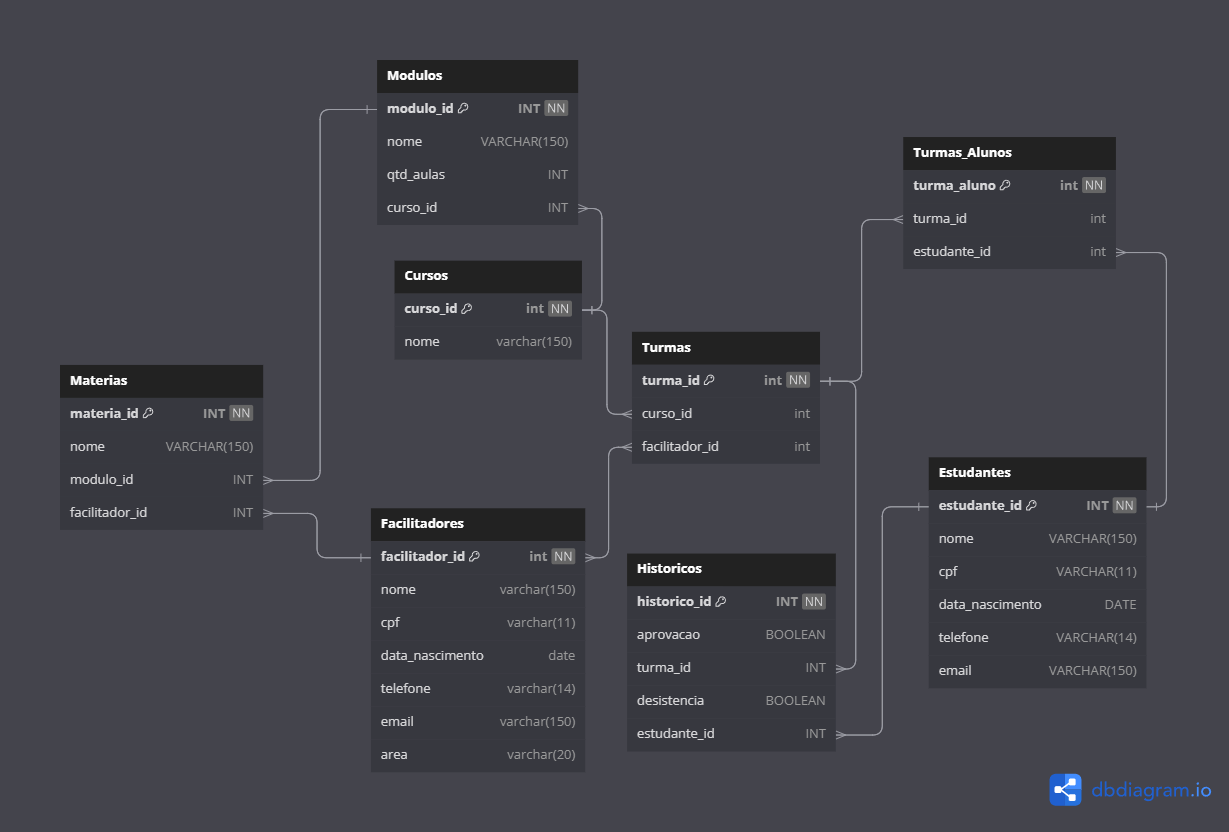 Modulos
modulo_id INT NN
nome VARCHAR(150)
qtd_aulas INT
curso_id INT
Turmas_Alunos
turma_aluno int NN
turma_id int
estudante_id int
Cursos
curso_id int NN
nome varchar(150)
Turmas
turma_id int NN
curso_id int
facilitador_id int
Materias
materia_id INT NN
nome VARCHAR(150)
modulo_id INT
facilitador_id INT
Facilitadores
facilitador_id int NN
nome varchar(150)
cpf varchar(11)
data_nascimento date
telefone varchar(14)
email varchar(150)
area varchar(20)
Historicos
historico_id INT NN
aprovacao BOOLEAN
turma_id INT
desistencia BOOLEAN
estudante_id INT
Estudantes
estudante_id INT NN
nome VARCHAR(150)
cpf VARCHAR(11)
data_nascimento DATE
telefone VARCHAR(14)
email VARCHAR(150)
dbdiagram.io